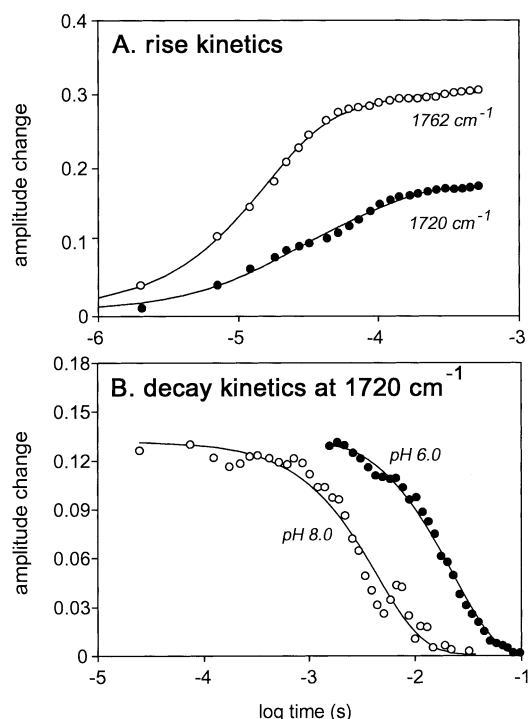 A. rise kinetics
0.4
0.3
0.2
0.1
0
amplitude change
1762 cm-1
1720 cm-1
-6
-5
-4
-3
B. decay kinetics at 1720 cm-1
0.18
0.15
0.12
0.09
0.06
0.03
0
amplitude change
pH 6.0
pH 8.0
-5
-4
-3
-2
-1
log time (s)